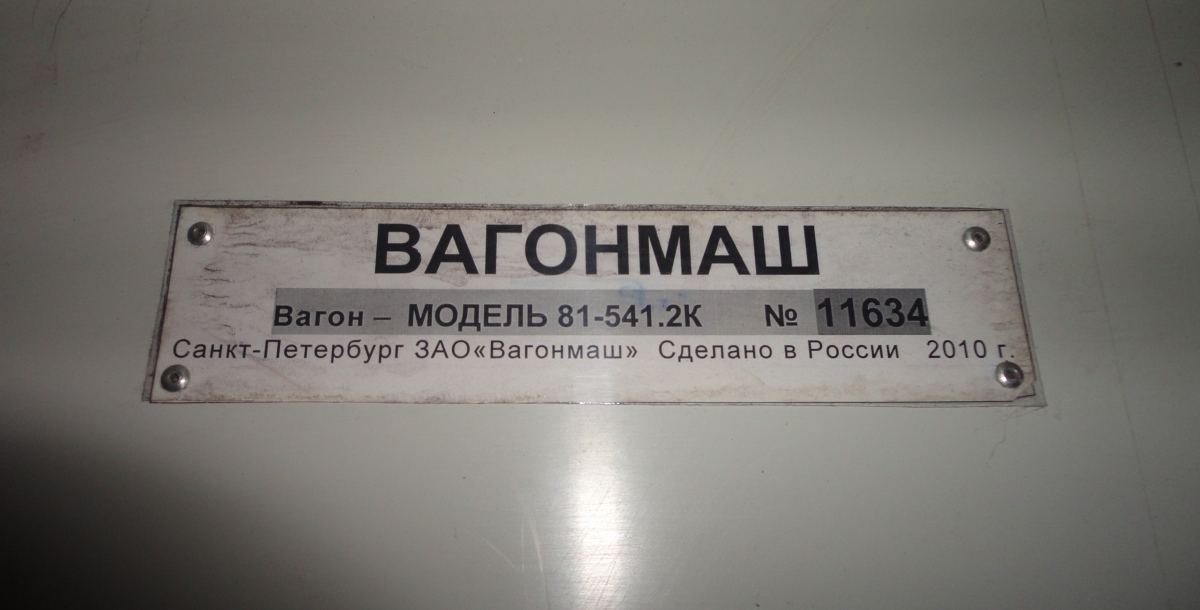 ВАГОНМАШ
Вагон – МОДЕЛЬ 81-541.2К № 11634
Санкт-Петербург ЗАО«Вагонмаш» Сделано в России 2010 г.